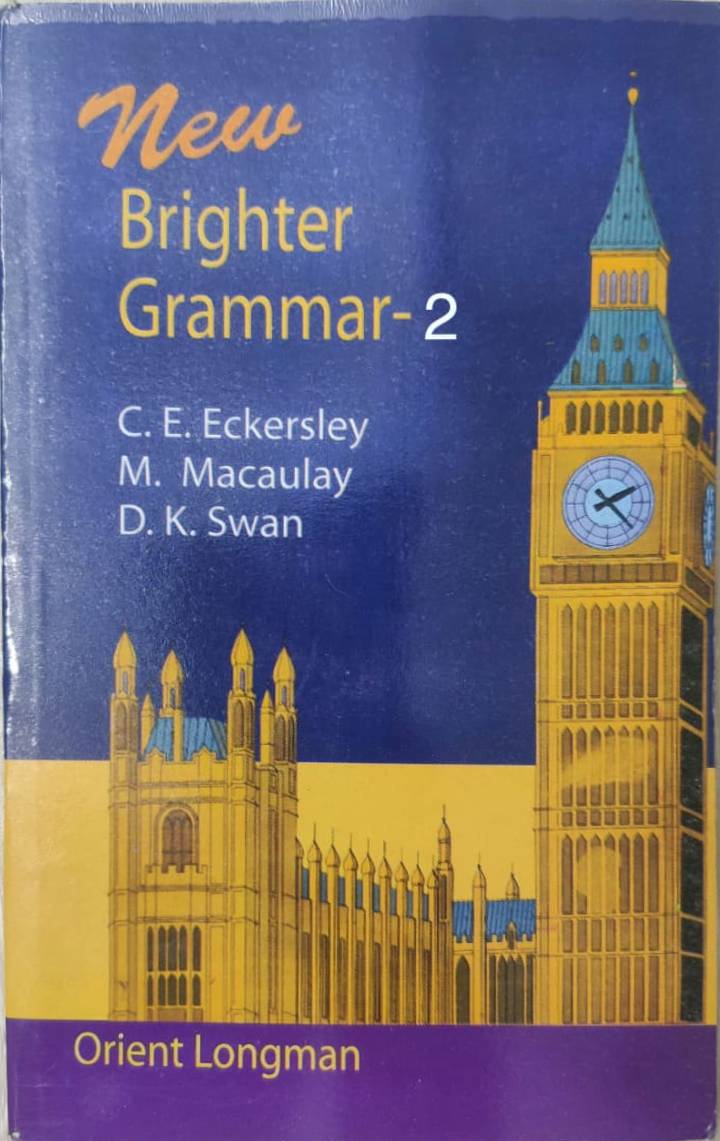 New
Brighter
Grammar-2
C. E. Eckersley
M. Macaulay
D. K. Swan
Orient Longman